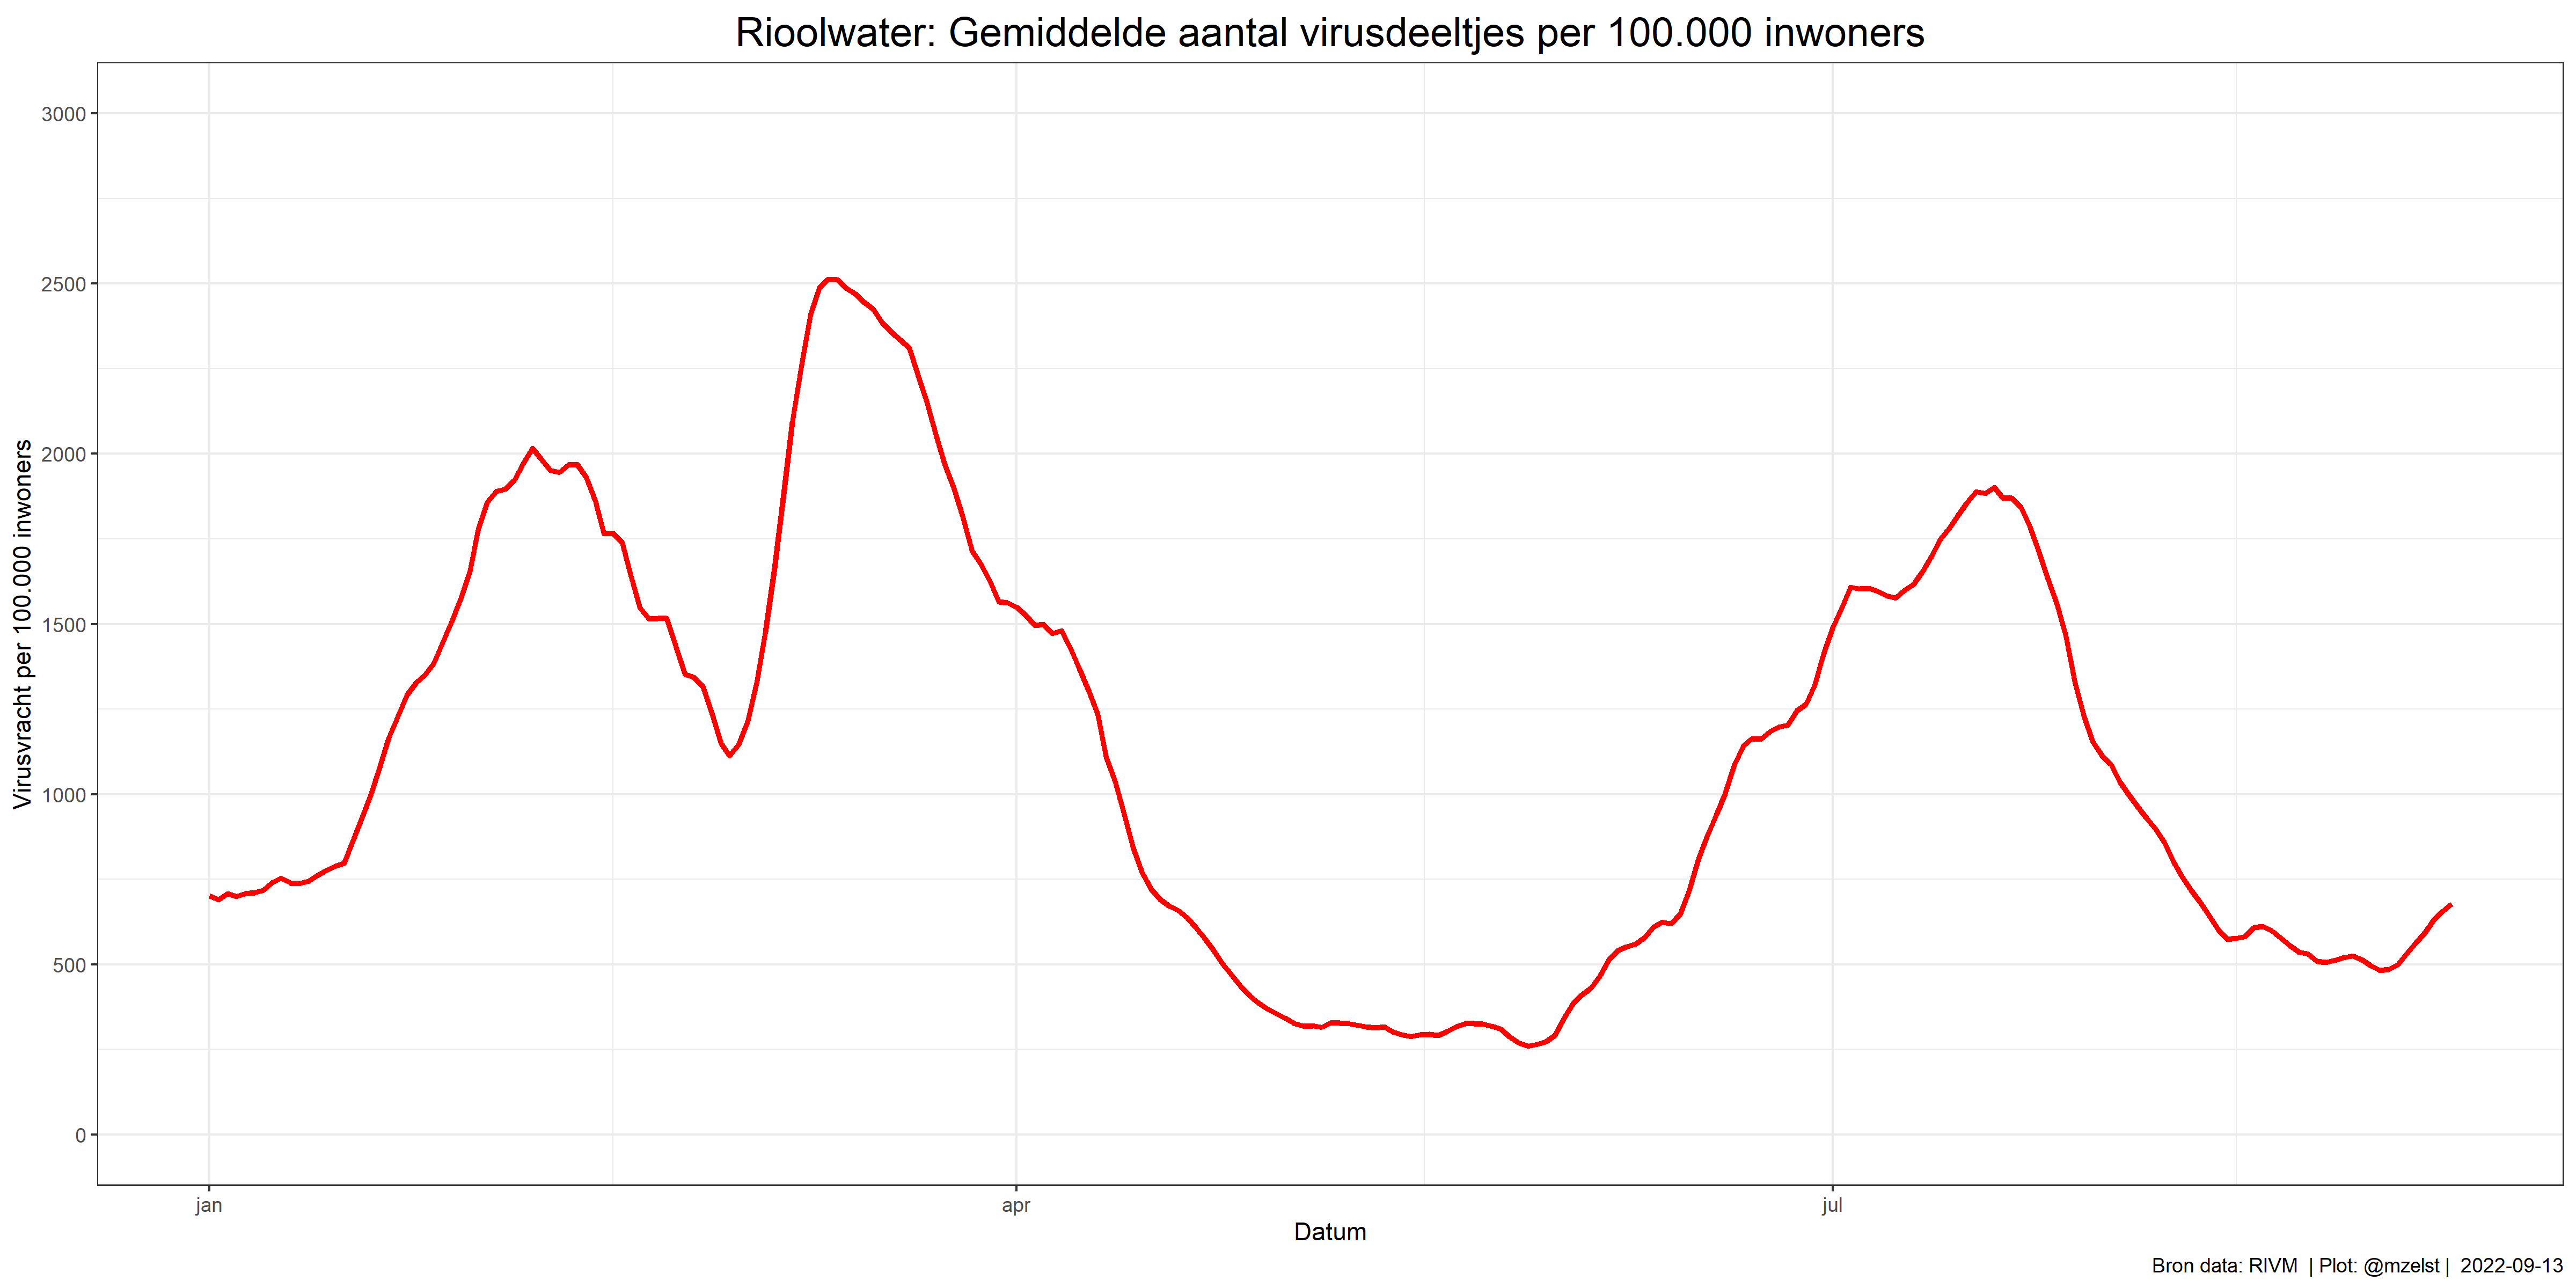 Rioolwater: Gemiddelde aantal virusdeeltjes per 100.000 inwoners
Virusvracht per 100.000 inwoners
3000
2500
2000
1500
1000
500
0
jan apr jul
Datum
Bron data: RIVM | Plot: @mzelst | 2022-09-13